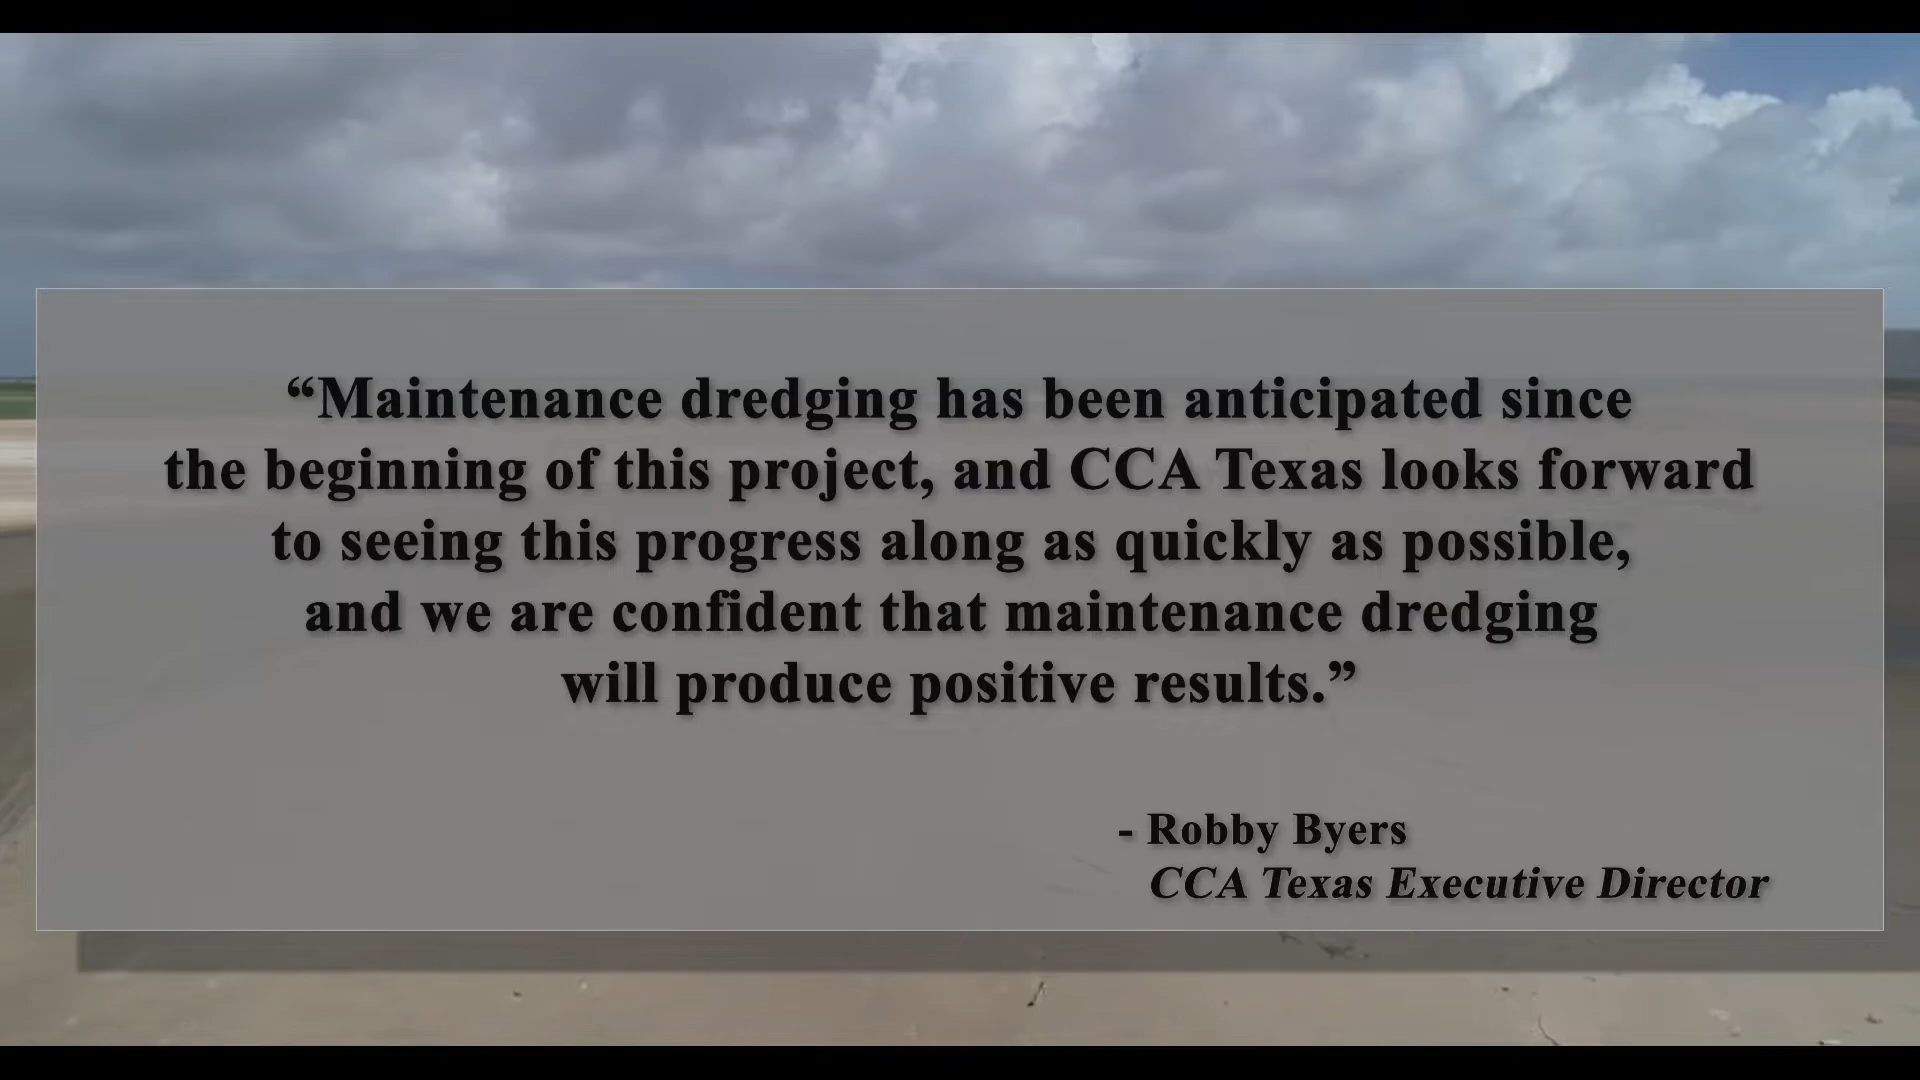 “Maintenance dredging has been anticipated since
the beginning of this project, and CCA Texas looks forward
to seeing this progress along as quickly as possible,
and we are confident that maintenance dredging
will produce positive results.”
- Robby Byers
CCA Texas Executive Director